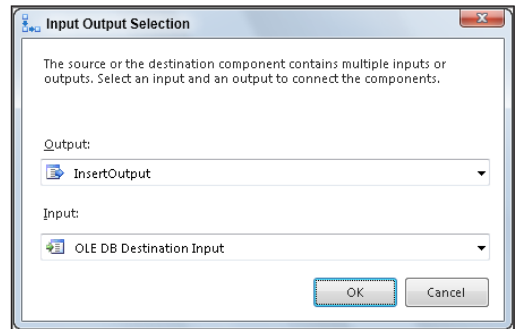 Input Output Selection
The source or the destination component contains multiple inputs or
outputs. Select an input and an output to connect the components.
Output:
InsertOutput
Input:
OLE DB Destination Input
OK Cancel